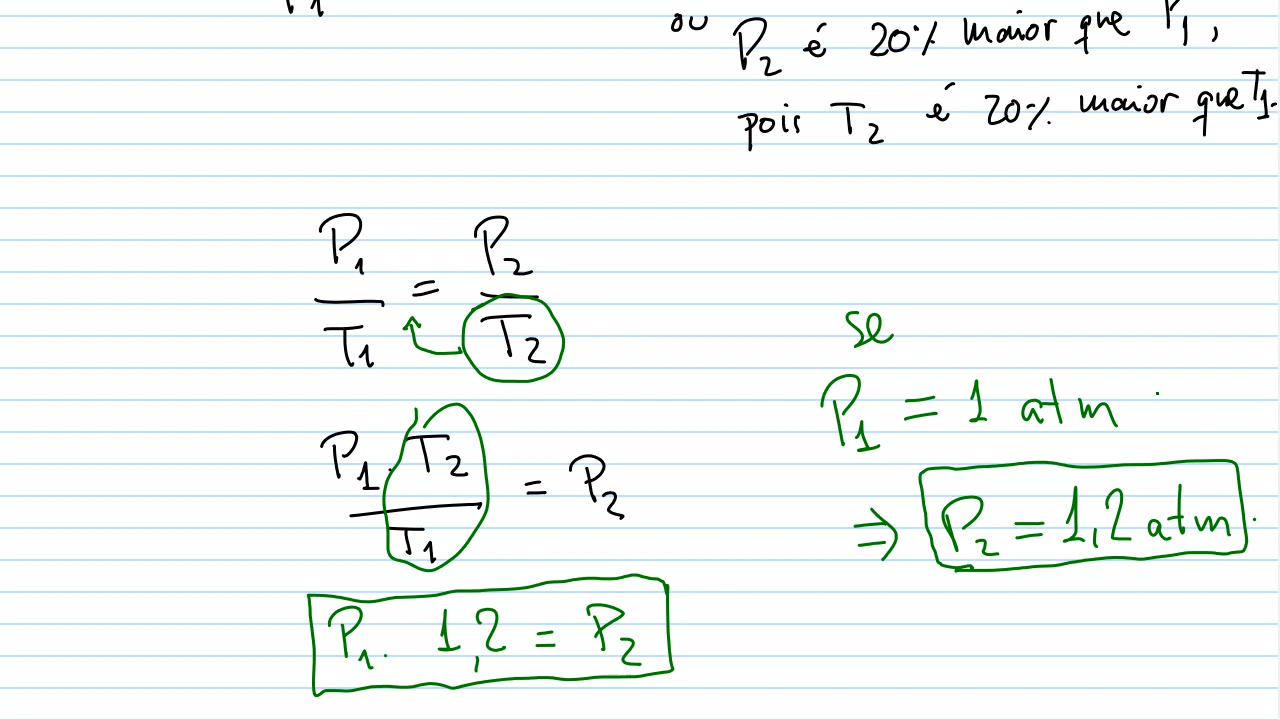 ou P₂ é 20% maior que P₁,
pois T₂ é 20% maior que T₁.
P₁/T₁ = P₂/T₂
P₁ · T₂/T₁ = P₂
P₁ · 1,2 = P₂
se
P₁ = 1 atm
⇒ P₂ = 1,2 atm.